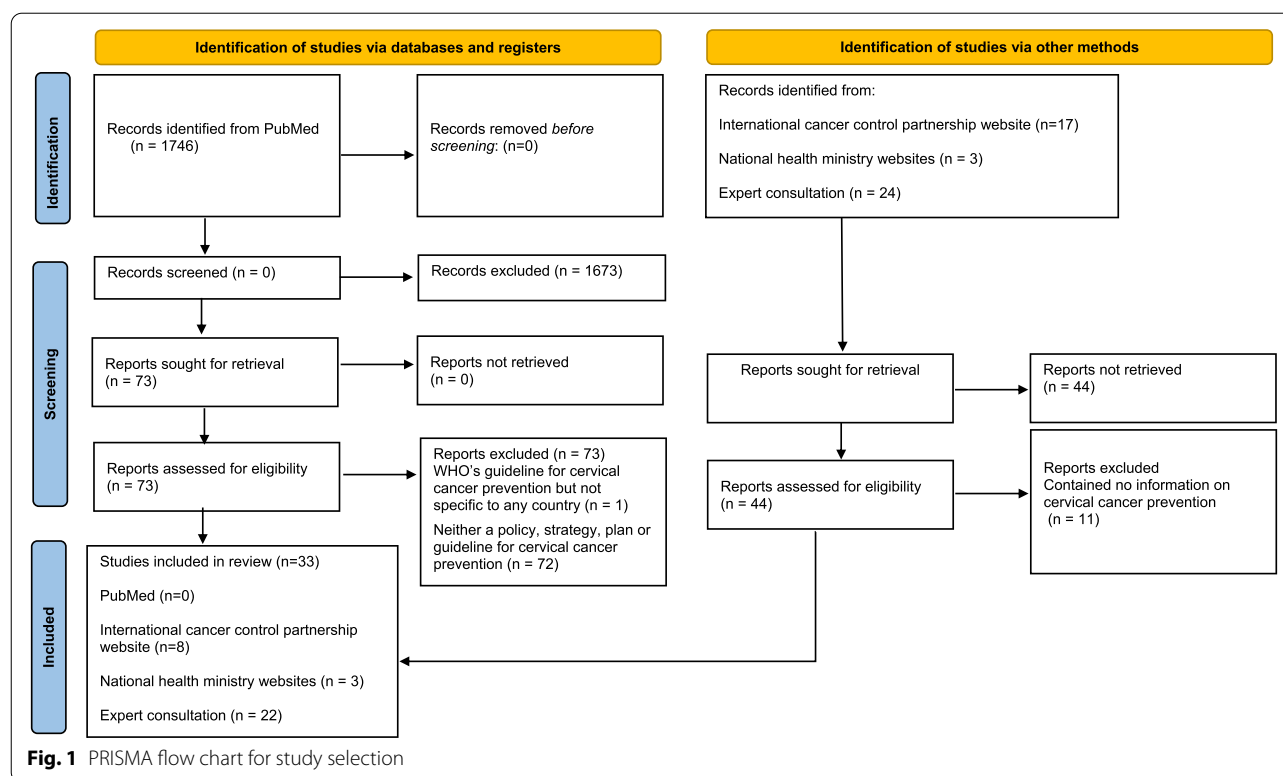 Identification of studies via databases and registers
Identification of studies via other methods
Identification
Records identified from PubMed
(n = 1746)
Records removed before
screening: (n=0)
Records identified from:
International cancer control partnership website (n=17)
National health ministry websites (n = 3)
Expert consultation (n = 24)
Screening
Records screened (n = 0)
Records excluded (n = 1673)
Reports sought for retrieval
(n = 73)
Reports not retrieved
(n = 0)
Reports sought for retrieval
Reports not retrieved
(n = 44)
Reports assessed for eligibility
(n = 73)
Reports excluded (n = 73)
WHO's guideline for cervical
cancer prevention but not
specific to any country (n = 1)
Neither a policy, strategy, plan or
guideline for cervical cancer
prevention (n = 72)
Reports assessed for eligibility
(n = 44)
Reports excluded
Contained no information on
cervical cancer prevention
(n = 11)
Included
Studies included in review (n=33)
PubMed (n=0)
International cancer control partnership
website (n=8)
National health ministry websites (n = 3)
Expert consultation (n = 22)
Fig. 1 PRISMA flow chart for study selection